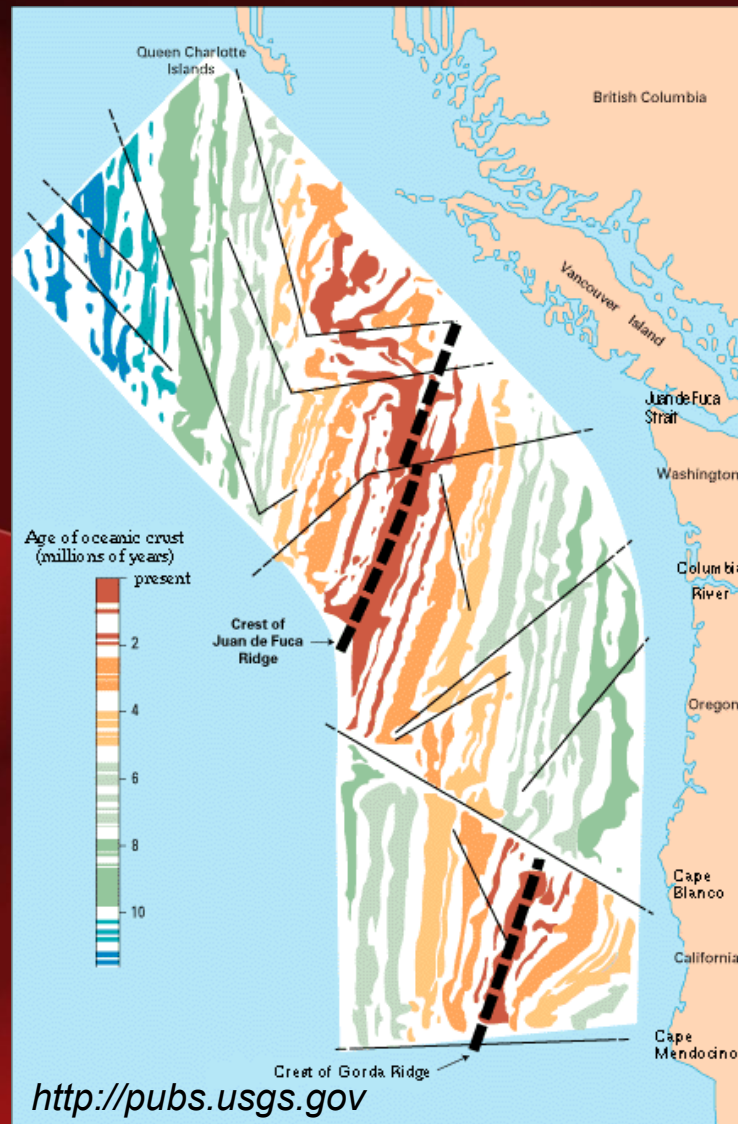 Queen Charlotte
Islands
British Columbia
Vancouver Island
Juan de Fuca
Strait
Washington
Age of oceanic crust
(millions of years)
present
2
4
6
8
10
Columbia
River
Crest of
Juan de Fuca
Ridge
Oregon
Cape
Blanco
California
Cape
Mendocino
Crest of Gorda Ridge
http://pubs.usgs.gov